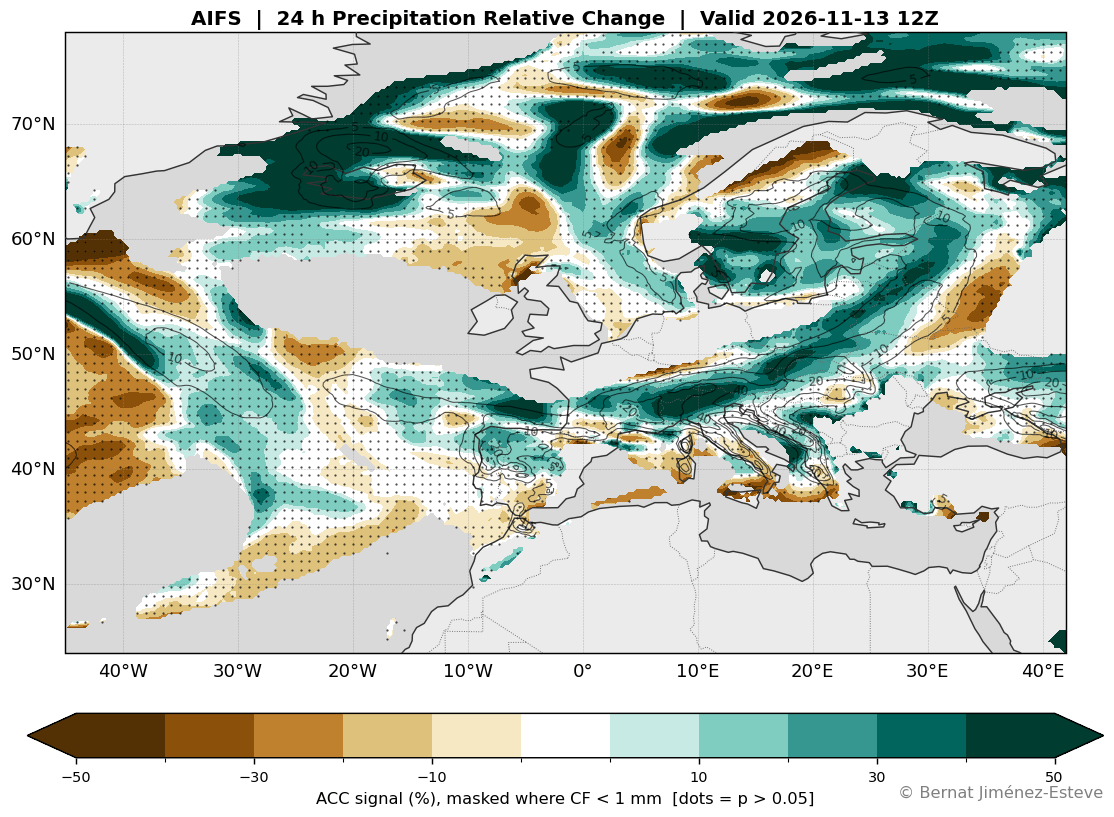 AIFS | 24 h Precipitation Relative Change | Valid 2026-11-13 12Z
70°N
60°N
50°N
40°N
30°N
40°W 30°W 20°W 10°W 0° 10°E 20°E 30°E 40°E
−50 −30 −10 10 30 50
ACC signal (%), masked where CF < 1 mm [dots = p > 0.05]
© Bernat Jiménez-Esteve